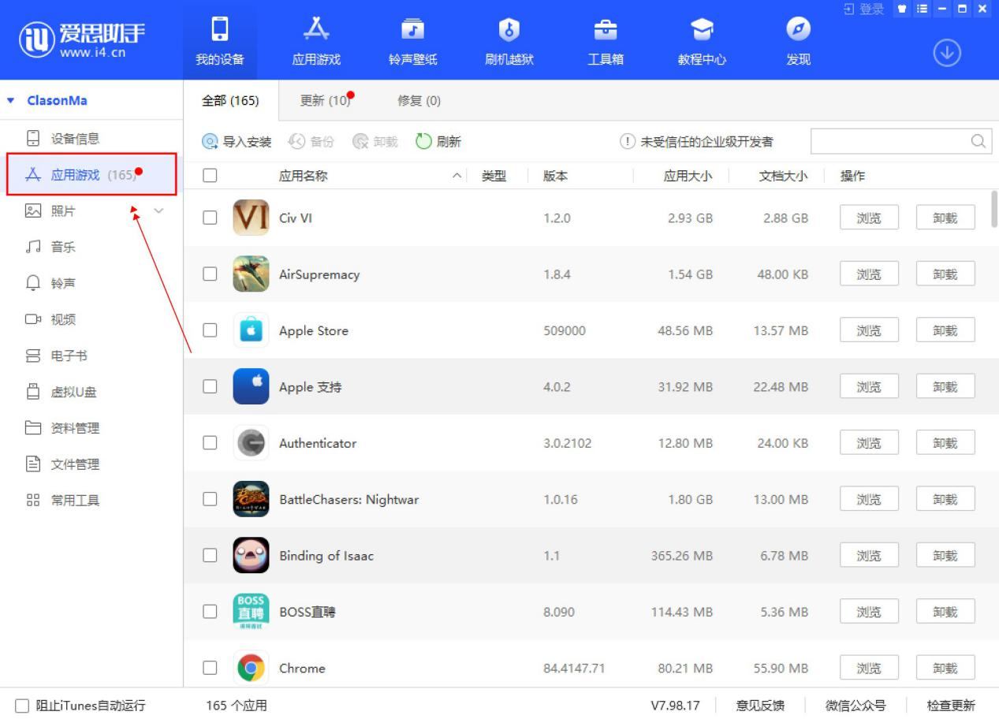 登录
iU 爱思助手
www.i4.cn
我的设备 应用游戏 铃声壁纸 刷机越狱 工具箱 教程中心 发现
ClasonMa
设备信息
应用游戏 (165)
照片
音乐
铃声
视频
电子书
虚拟U盘
资料管理
文件管理
常用工具
全部 (165) 更新 (10) 修复 (0)
导入安装 备份 卸载 刷新 未受信任的企业级开发者
应用名称 类型 版本 应用大小 文档大小 操作
VI Civ VI 1.2.0 2.93 GB 2.88 GB 浏览 卸载
AirSupremacy 1.8.4 1.54 GB 48.00 KB 浏览 卸载
Apple Store 509000 48.56 MB 13.57 MB 浏览 卸载
Apple 支持 4.0.2 31.92 MB 22.48 MB 浏览 卸载
Authenticator 3.0.2102 12.80 MB 24.00 KB 浏览 卸载
BattleChasers: Nightwar 1.0.16 1.80 GB 13.00 MB 浏览 卸载
Binding of Isaac 1.1 365.26 MB 6.78 MB 浏览 卸载
BOSS
直聘
BOSS直聘 8.090 114.43 MB 5.36 MB 浏览 卸载
Chrome 84.4147.71 80.21 MB 55.90 MB 浏览 卸载
阻止iTunes自动运行 165 个应用 V7.98.17 意见反馈 微信公众号 检查更新